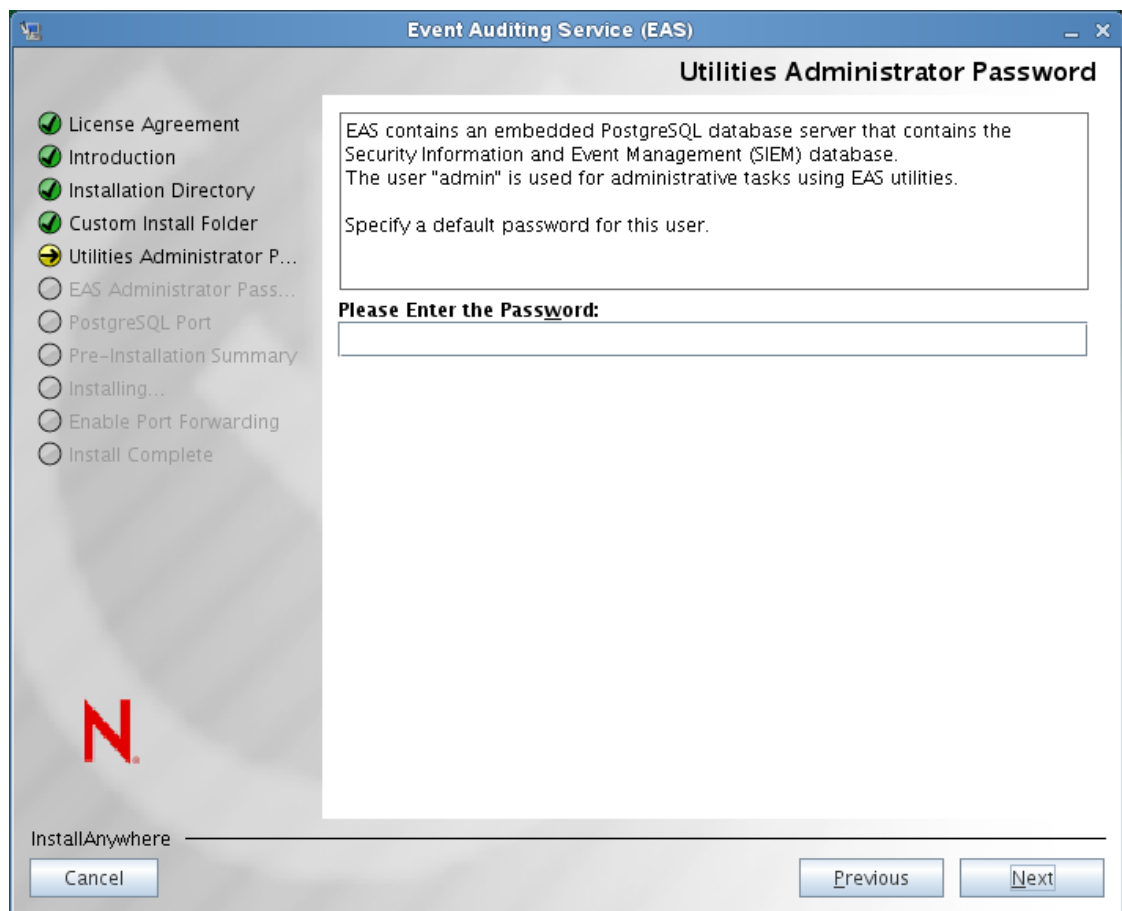 Event Auditing Service (EAS)
Utilities Administrator Password
License Agreement
Introduction
Installation Directory
Custom Install Folder
Utilities Administrator P...
EAS Administrator Pass...
PostgreSQL Port
Pre-Installation Summary
Installing...
Enable Port Forwarding
Install Complete
EAS contains an embedded PostgreSQL database server that contains the
Security Information and Event Management (SIEM) database.
The user "admin" is used for administrative tasks using EAS utilities.
Specify a default password for this user.
Please Enter the Password:
N®
InstallAnywhere
Cancel
Previous
Next